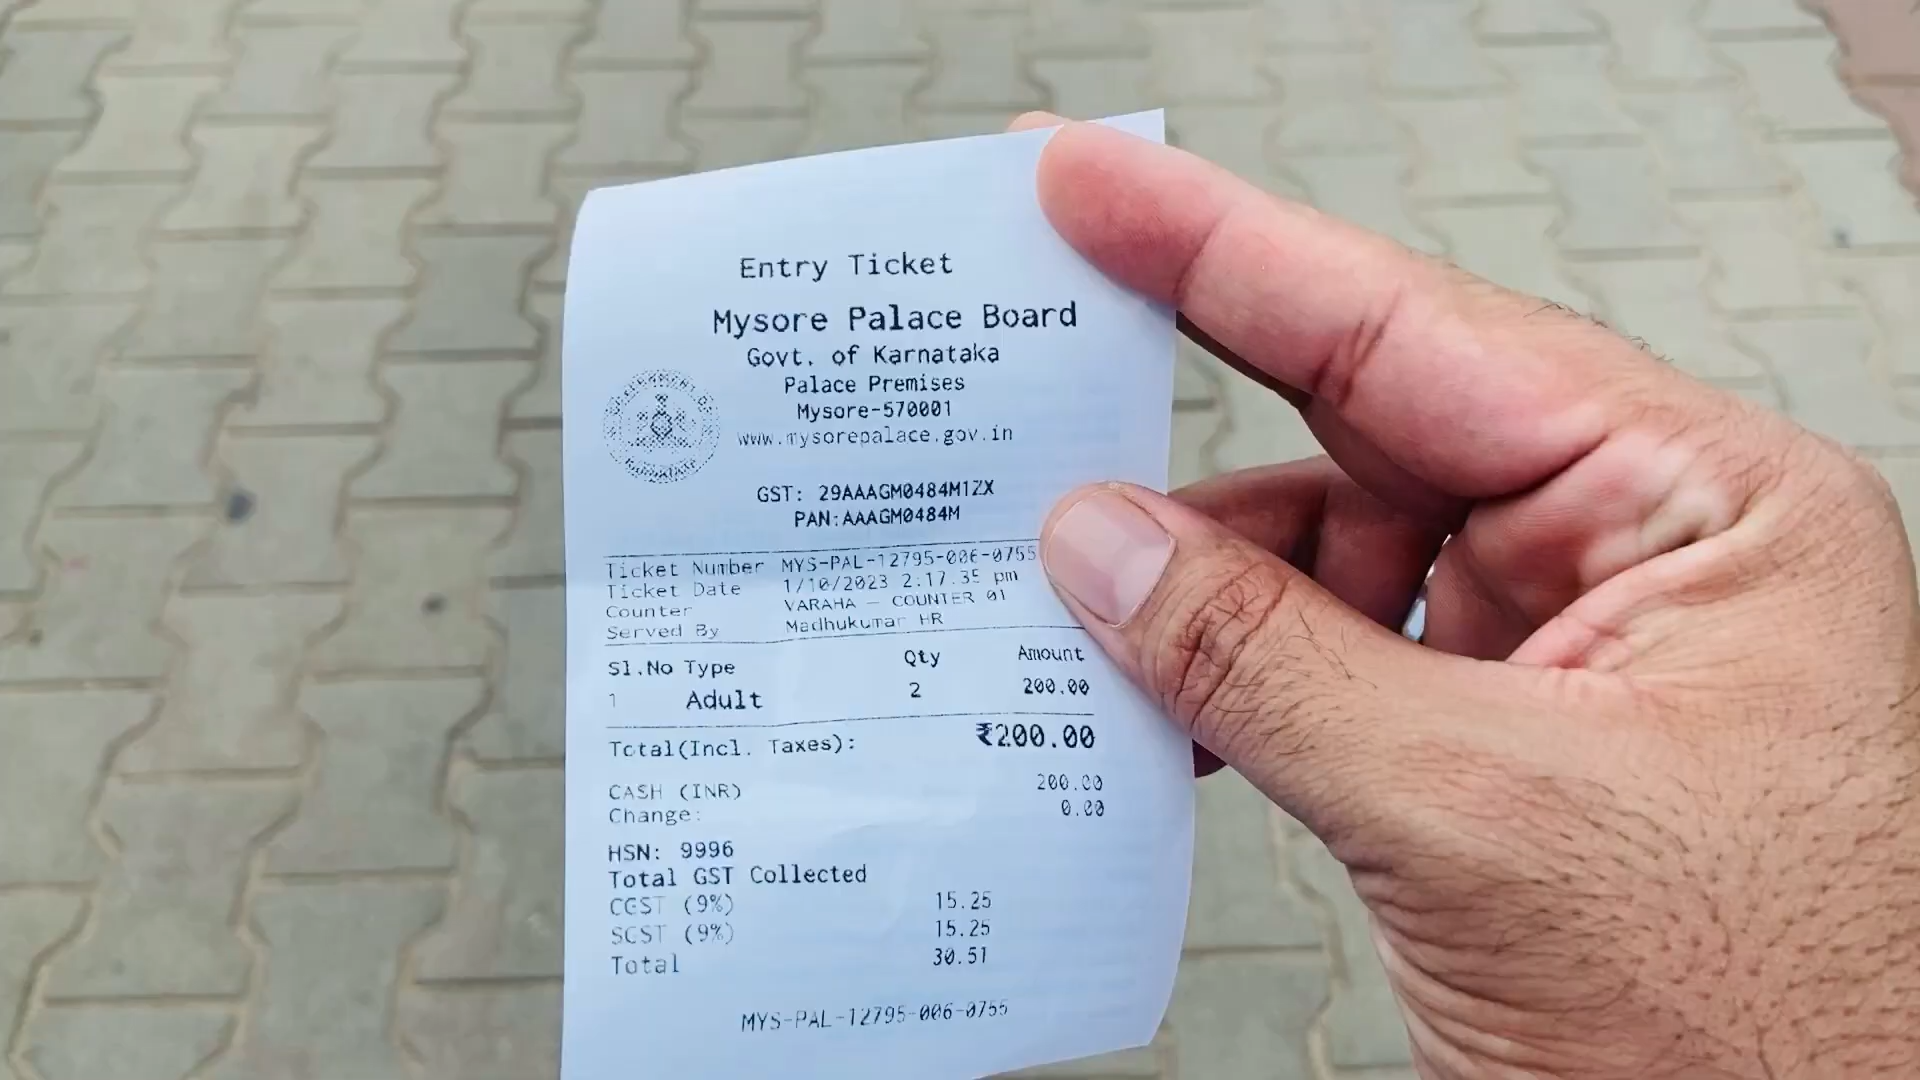 Entry Ticket
Mysore Palace Board
Govt. of Karnataka
Palace Premises
Mysore-570001
www.mysorepalace.gov.in
GST: 29AAAGM0484M1ZX
PAN:AAAGM0484M
Ticket Number MYS-PAL-12795-006-0755
Ticket Date 1/10/2023 2:17.35 pm
Counter VARAHA - COUNTER 01
Served By Madhukumar HR
Sl.No Type Qty Amount
1 Adult 2 200.00
Total(Incl. Taxes): ₹200.00
CASH (INR) 200.00
Change: 0.00
HSN: 9996
Total GST Collected
CGST (9%) 15.25
SGST (9%) 15.25
Total 30.51
MYS-PAL-12795-006-0755